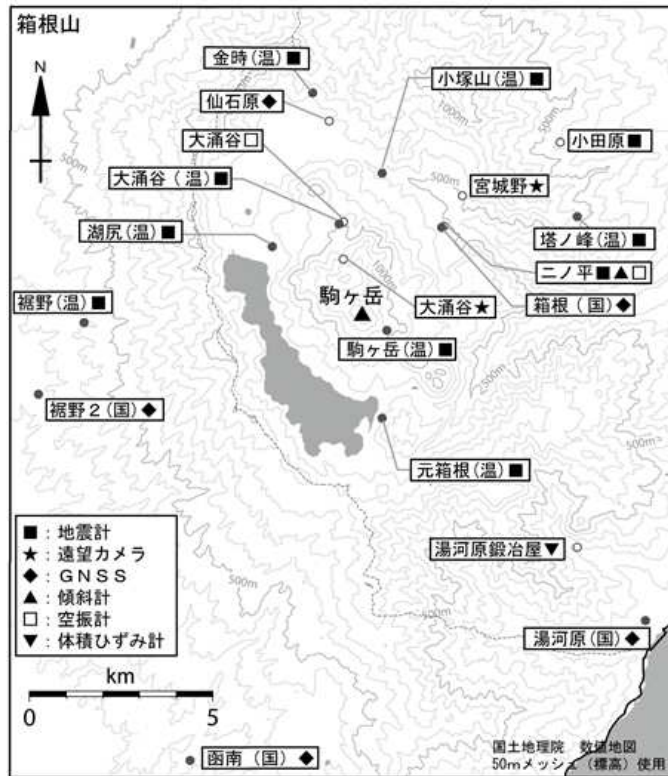 箱根山
N
金時(温)■
仙石原◆
小塚山(温)■
大涌谷□
小田原■
大涌谷(温)■
宮城野★
湖尻(温)■
塔ノ峰(温)■
二ノ平■▲□
裾野(温)■
駒ヶ岳
大涌谷★
箱根(国)◆
駒ヶ岳(温)■
裾野2(国)◆
元箱根(温)■
湯河原鍛冶屋▼
湯河原(国)◆
函南(国)◆
500m
1000m
500m
500m
1000m
500m
500m
500m
500m
500m
■:地震計
★:遠望カメラ
◆:GNSS
▲:傾斜計
□:空振計
▼:体積ひずみ計
km
0 5
国土地理院 数値地図
50mメッシュ(標高)使用